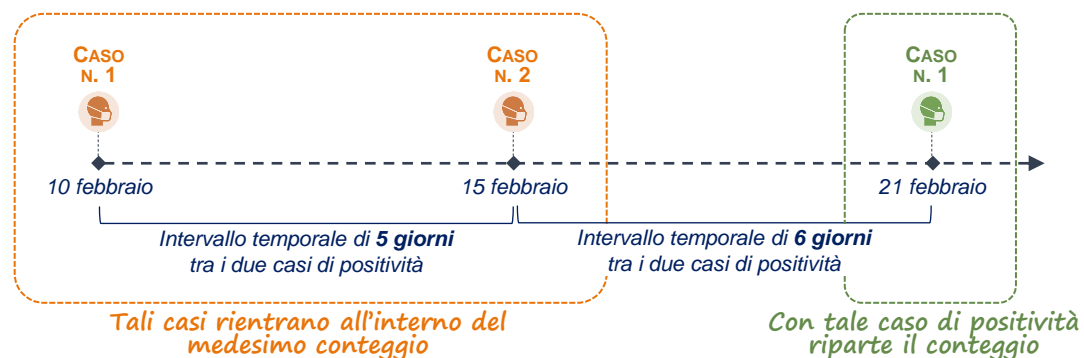 CASO
N. 1
CASO
N. 2
CASO
N. 1
10 febbraio
15 febbraio
21 febbraio
Intervallo temporale di 5 giorni
tra i due casi di positività
Intervallo temporale di 6 giorni
tra i due casi di positività
Tali casi rientrano all'interno del
medesimo conteggio
Con tale caso di positività
riparte il conteggio